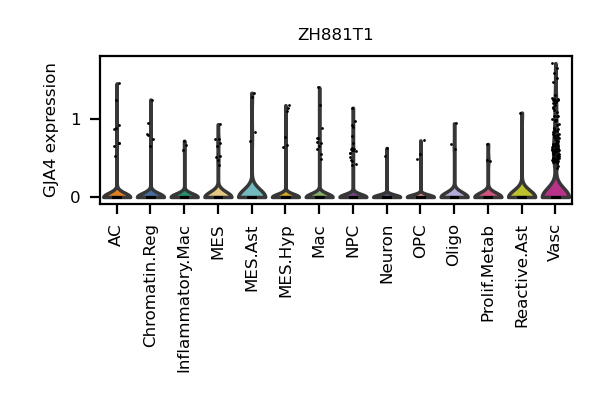 ZH881T1
GJA4 expression
1
0
AC
Chromatin.Reg
Inflammatory.Mac
MES
MES.Ast
MES.Hyp
Mac
NPC
Neuron
OPC
Oligo
Prolif.Metab
Reactive.Ast
Vasc